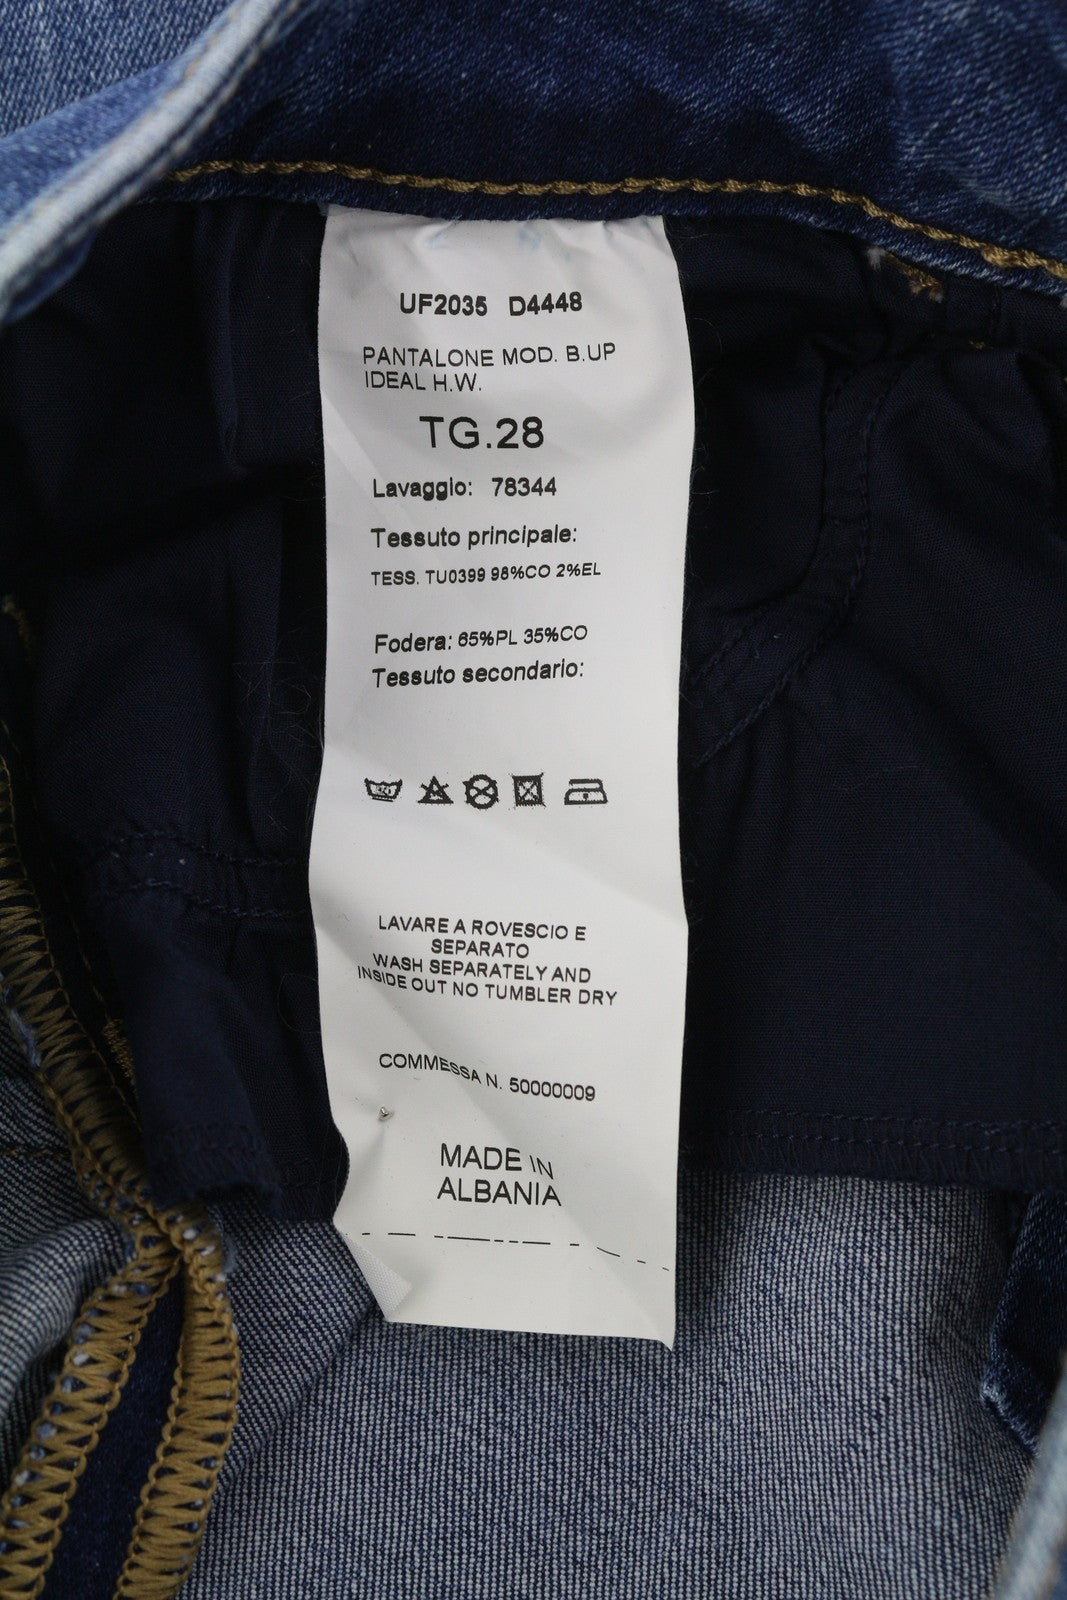 UF2035 D4448
PANTALONE MOD. B.UP
IDEAL H.W.
TG.28
Lavaggio: 78344
Tessuto principale:
TESS. TU0399 98%CO 2%EL
Fodera: 65%PL 35%CO
Tessuto secondario:
30
LAVARE A ROVESCIO E
SEPARATO
WASH SEPARATELY AND
INSIDE OUT NO TUMBLER DRY
COMMESSA N. 50000009
MADE IN
ALBANIA